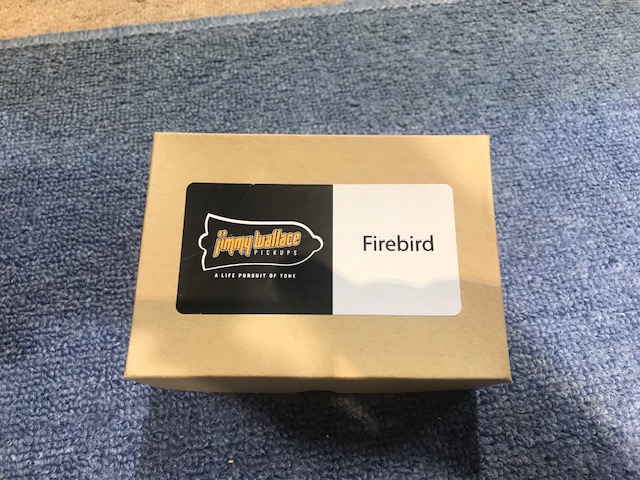 jimmy wallace
PICKUPS
A LIFE PURSUIT OF TONE
Firebird